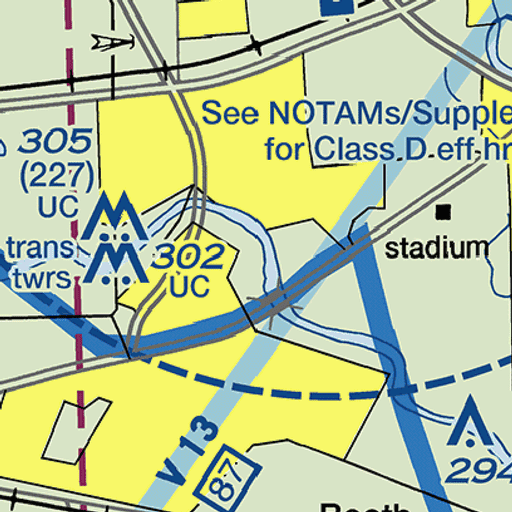 See NOTAMs/Supple
for Class D eff hr
305
(227)
UC
trans
twrs
302
UC
stadium
V 13
87
294